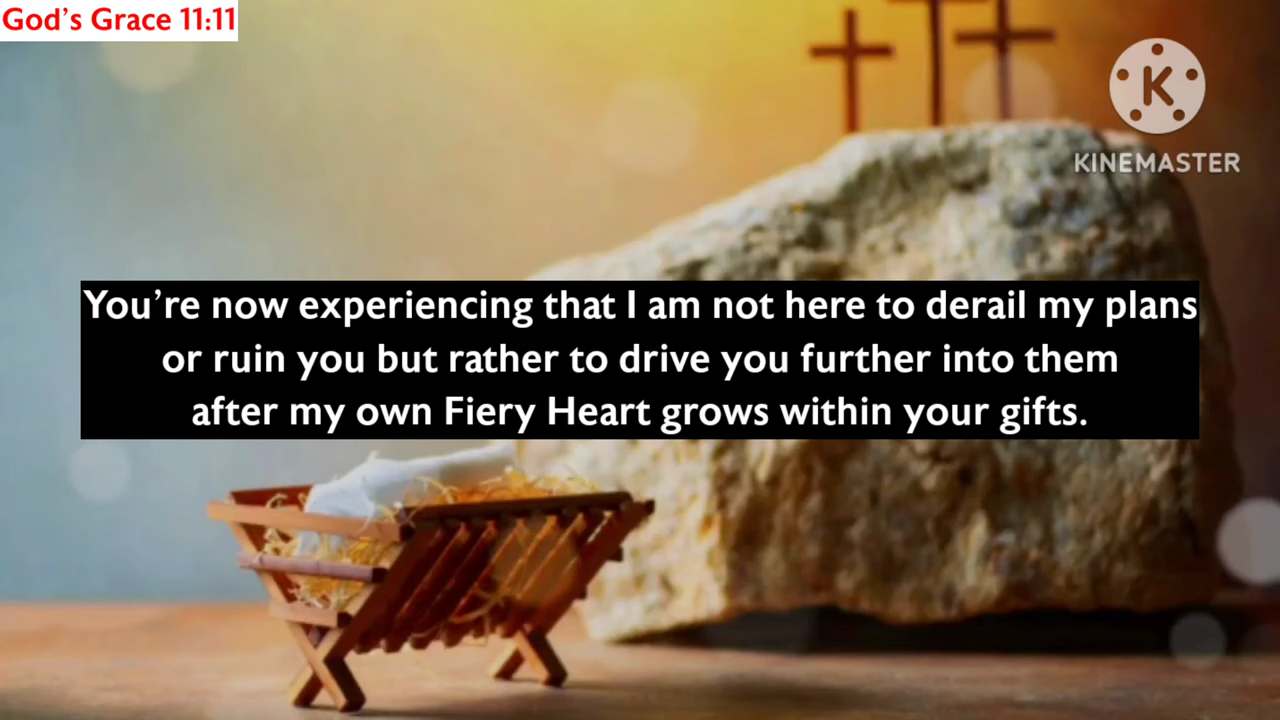 God’s Grace 11:11
K
KINEMASTER
You’re now experiencing that I am not here to derail my plans
or ruin you but rather to drive you further into them
after my own Fiery Heart grows within your gifts.